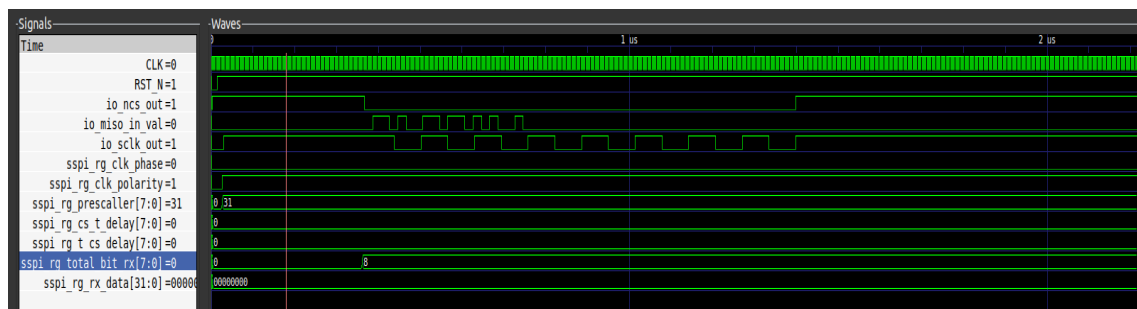 Signals
Waves
Time
0
1 us
2 us
CLK=0
RST_N=1
io_ncs_out=1
io_miso_in_val=0
io_sclk_out=1
sspi_rg_clk_phase=0
sspi_rg_clk_polarity=1
sspi_rg_prescaller[7:0]=31
0 31
sspi_rg_cs_t_delay[7:0]=0
0
sspi_rg_t_cs_delay[7:0]=0
0
sspi_rg_total_bit_rx[7:0]=0
0 8
sspi_rg_rx_data[31:0]=00000
00000000